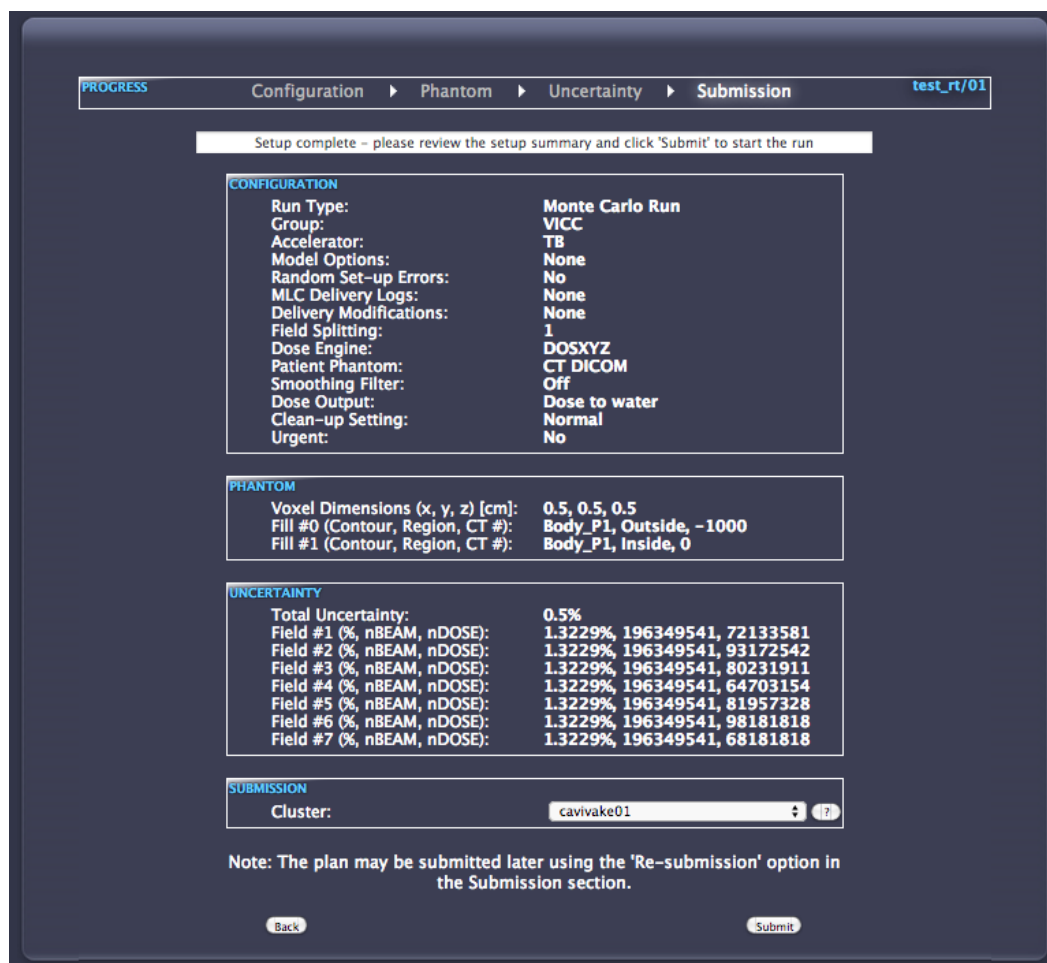 PROGRESS Configuration Phantom Uncertainty Submission test_rt/01
Setup complete – please review the setup summary and click 'Submit' to start the run
CONFIGURATION
Run Type: Monte Carlo Run
Group: VICC
Accelerator: TB
Model Options: None
Random Set-up Errors: No
MLC Delivery Logs: None
Delivery Modifications: None
Field Splitting: 1
Dose Engine: DOSXYZ
Patient Phantom: CT DICOM
Smoothing Filter: Off
Dose Output: Dose to water
Clean-up Setting: Normal
Urgent: No
PHANTOM
Voxel Dimensions (x, y, z) [cm]: 0.5, 0.5, 0.5
Fill #0 (Contour, Region, CT #): Body_P1, Outside, -1000
Fill #1 (Contour, Region, CT #): Body_P1, Inside, 0
UNCERTAINTY
Total Uncertainty: 0.5%
Field #1 (%, nBEAM, nDOSE): 1.3229%, 196349541, 72133581
Field #2 (%, nBEAM, nDOSE): 1.3229%, 196349541, 93172542
Field #3 (%, nBEAM, nDOSE): 1.3229%, 196349541, 80231911
Field #4 (%, nBEAM, nDOSE): 1.3229%, 196349541, 64703154
Field #5 (%, nBEAM, nDOSE): 1.3229%, 196349541, 81957328
Field #6 (%, nBEAM, nDOSE): 1.3229%, 196349541, 98181818
Field #7 (%, nBEAM, nDOSE): 1.3229%, 196349541, 68181818
SUBMISSION
Cluster: cavivake01 ?
Note: The plan may be submitted later using the 'Re-submission' option in
the Submission section.
Back Submit